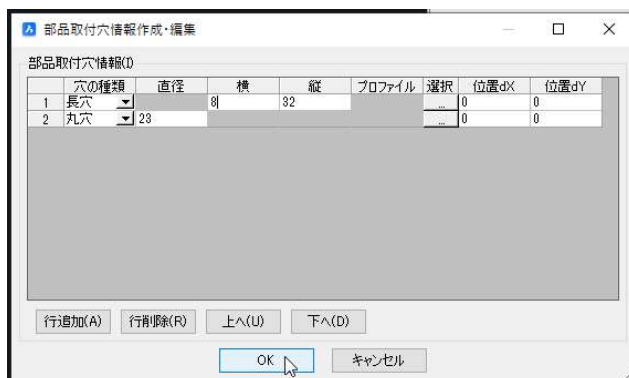 部品取付穴情報作成・編集
部品取付穴情報(I)
穴の種類 直径 横 縦 プロファイル 選択 位置dX 位置dY
1 長穴 8 32 ... 0 0
2 丸穴 23 ... 0 0
行追加(A) 行削除(R) 上へ(U) 下へ(D)
OK キャンセル